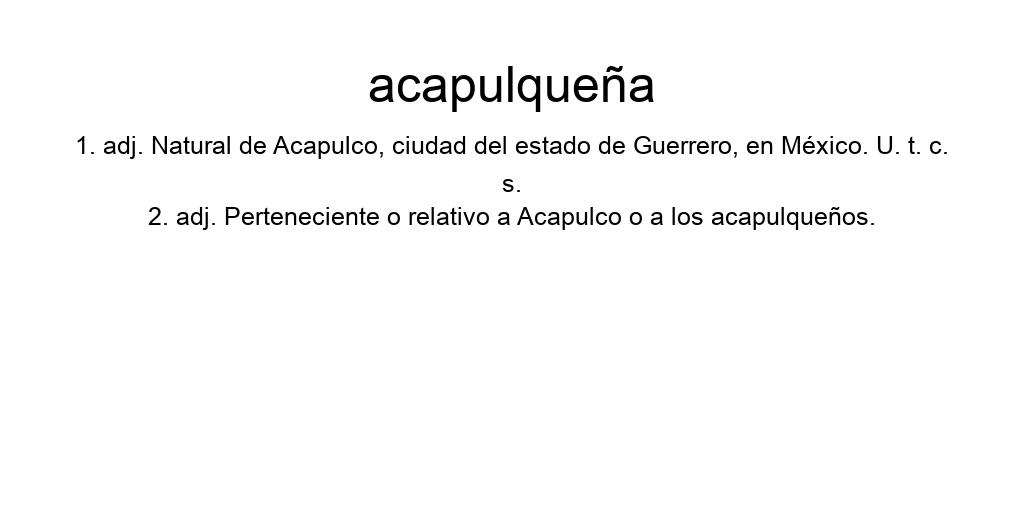 acapulqueña
1. adj. Natural de Acapulco, ciudad del estado de Guerrero, en México. U. t. c.
s.
2. adj. Perteneciente o relativo a Acapulco o a los acapulqueños.